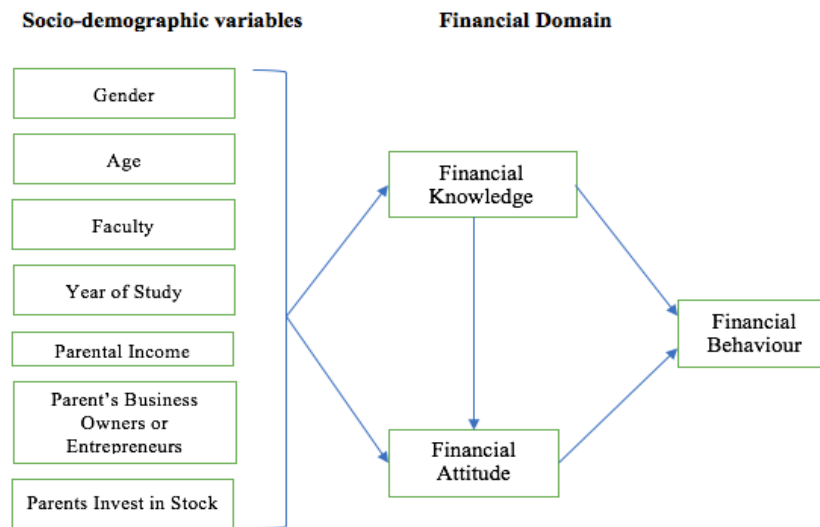 Socio-demographic variables
Financial Domain
Gender
Age
Faculty
Year of Study
Parental Income
Parent's Business
Owners or
Entrepreneurs
Parents Invest in Stock
Financial
Knowledge
Financial
Attitude
Financial
Behaviour